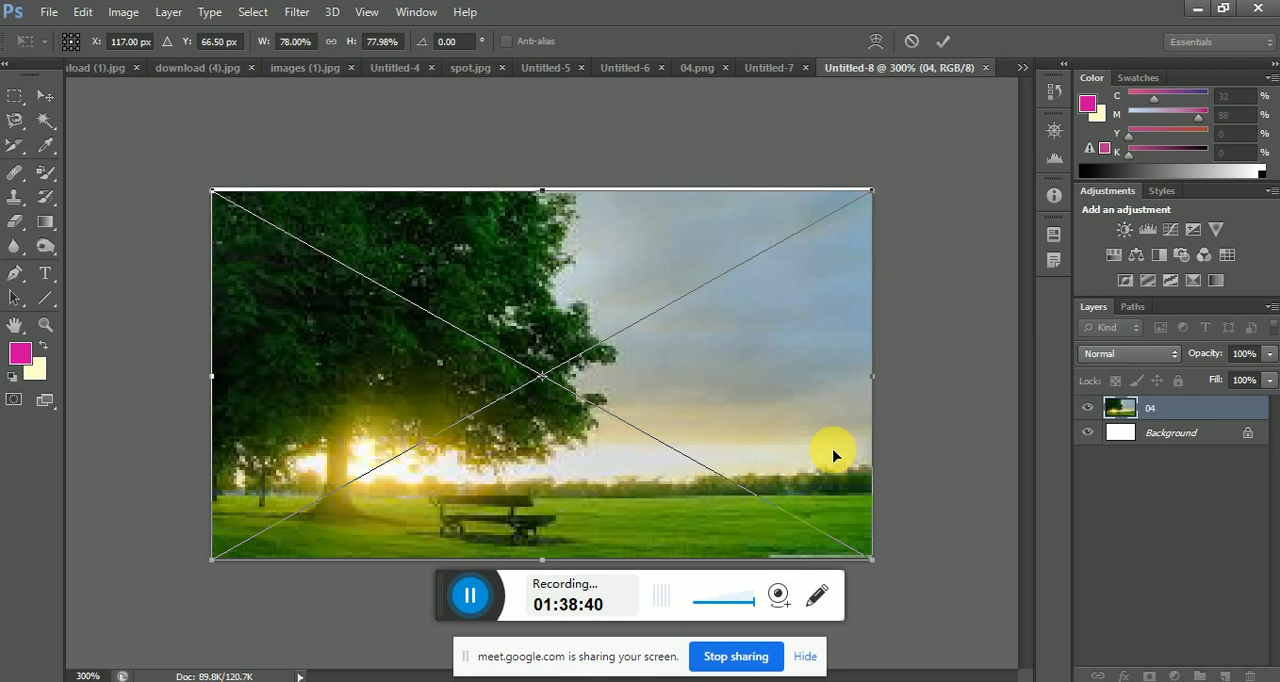 Ps File Edit Image Layer Type Select Filter 3D View Window Help
X: 117.00 px Y: 66.50 px W: 78.00% H: 77.98% 0.00 ° Anti-alias Essentials
load (1).jpg × download (4).jpg × images (1).jpg × Untitled-4 × spot.jpg × Untitled-5 × Untitled-6 × 04.png × Untitled-7 × Untitled-8 @ 300% (04, RGB/8) ×
Color Swatches
C 32 %
M 88 %
Y 0 %
K 0 %
Adjustments Styles
Add an adjustment
Layers Paths
Kind
Normal Opacity: 100%
Lock: Fill: 100%
04
Background
Recording...
01:38:40
meet.google.com is sharing your screen. Stop sharing Hide
300% Doc: 89.8K/120.7K